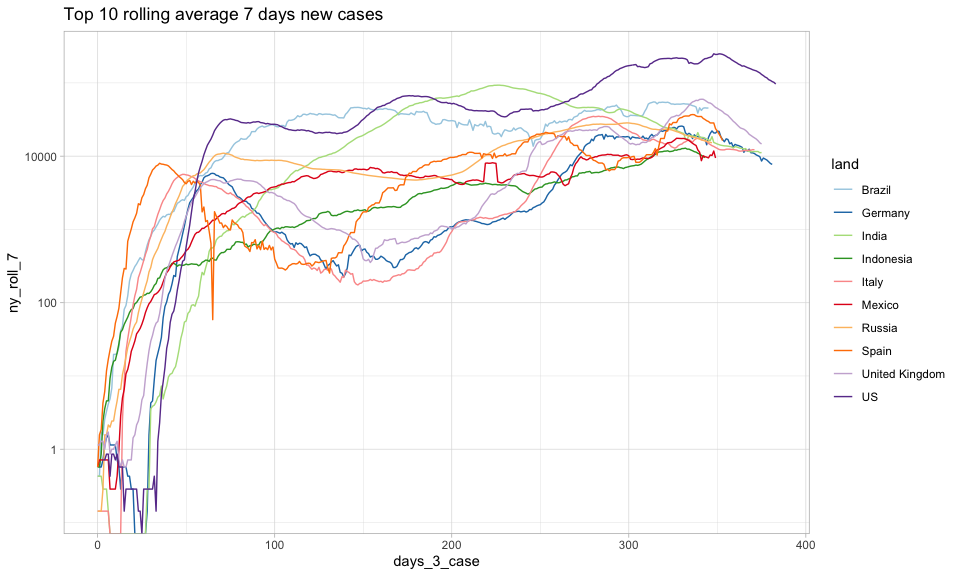 Top 10 rolling average 7 days new cases
ny_roll_7
10000
100
1
0
100
200
300
400
days_3_case
land
Brazil
Germany
India
Indonesia
Italy
Mexico
Russia
Spain
United Kingdom
US